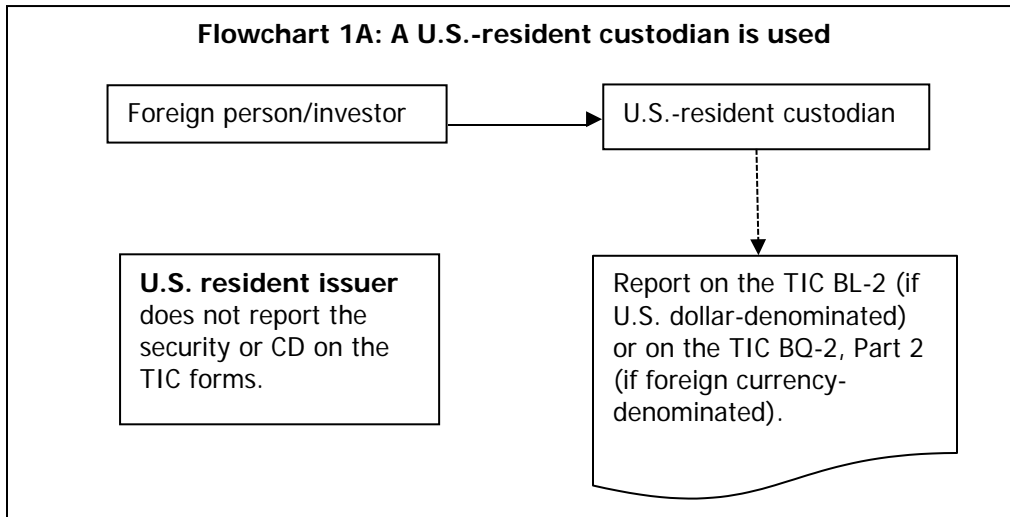 Flowchart 1A: A U.S.-resident custodian is used
Foreign person/investor
U.S.-resident custodian
U.S. resident issuer
does not report the
security or CD on the
TIC forms.
Report on the TIC BL-2 (if
U.S. dollar-denominated)
or on the TIC BQ-2, Part 2
(if foreign currency-
denominated).